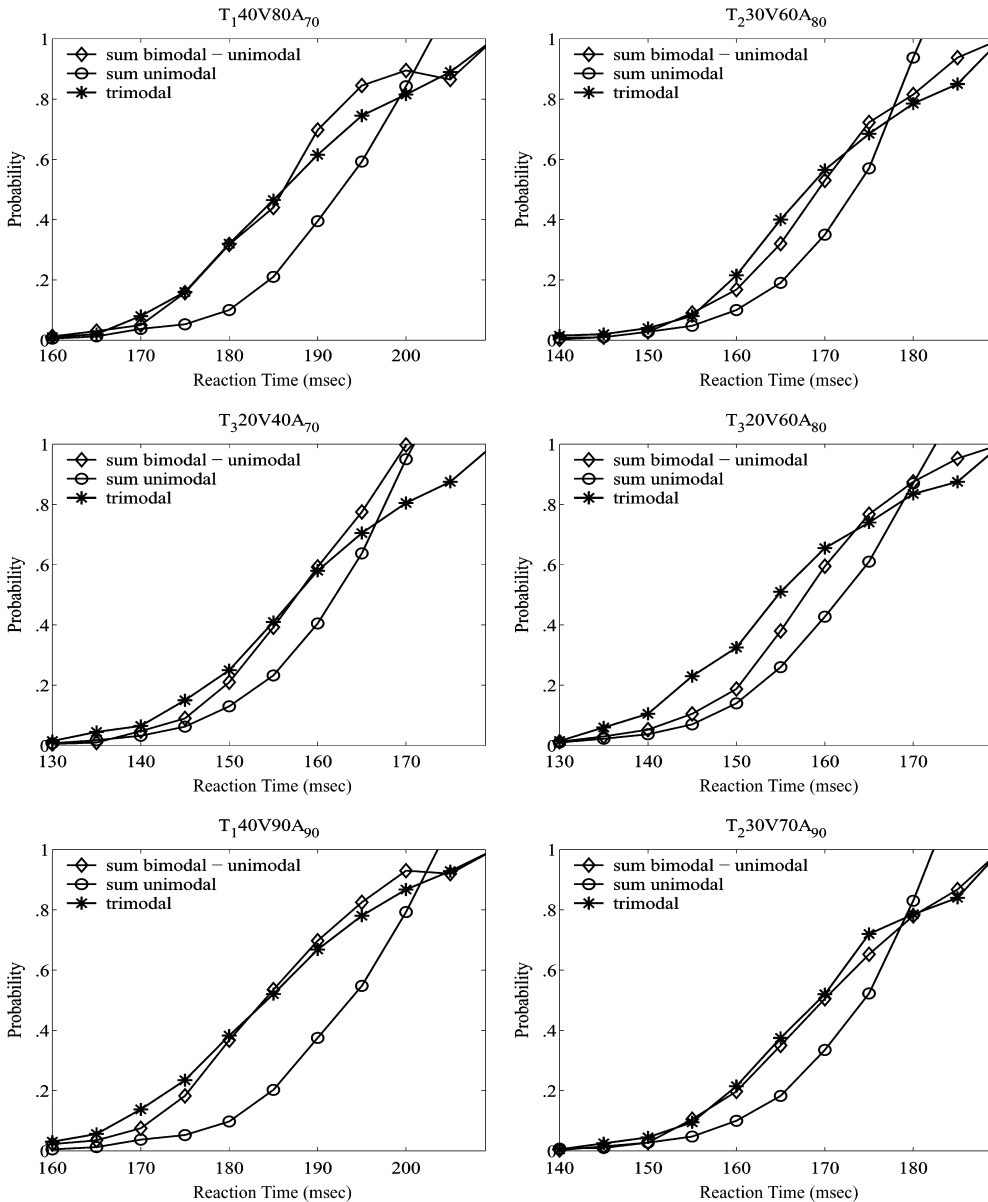 T₁40V80A₇₀
sum bimodal − unimodal
sum unimodal
trimodal
1
.8
.6
.4
.2
0
160 170 180 190 200
Probability
Reaction Time (msec)
T₂30V60A₈₀
sum bimodal − unimodal
sum unimodal
trimodal
1
.8
.6
.4
.2
0
140 150 160 170 180
Probability
Reaction Time (msec)
T₃20V40A₇₀
sum bimodal − unimodal
sum unimodal
trimodal
1
.8
.6
.4
.2
0
130 140 150 160 170
Probability
Reaction Time (msec)
T₃20V60A₈₀
sum bimodal − unimodal
sum unimodal
trimodal
1
.8
.6
.4
.2
0
130 140 150 160 170
Probability
Reaction Time (msec)
T₁40V90A₉₀
sum bimodal − unimodal
sum unimodal
trimodal
1
.8
.6
.4
.2
0
160 170 180 190 200
Probability
Reaction Time (msec)
T₂30V70A₉₀
sum bimodal − unimodal
sum unimodal
trimodal
1
.8
.6
.4
.2
0
140 150 160 170 180
Probability
Reaction Time (msec)